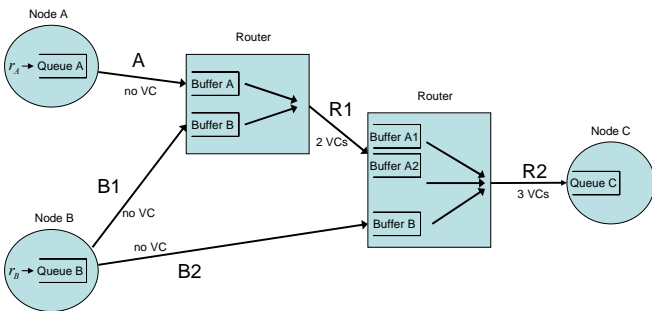 Node A
r_A → Queue A
A
no VC
Router
Buffer A
Buffer B
R1
2 VCs
Router
Buffer A1
Buffer A2
Buffer B
R2
3 VCs
Node C
Queue C
B1
no VC
Node B
r_B → Queue B
no VC
B2